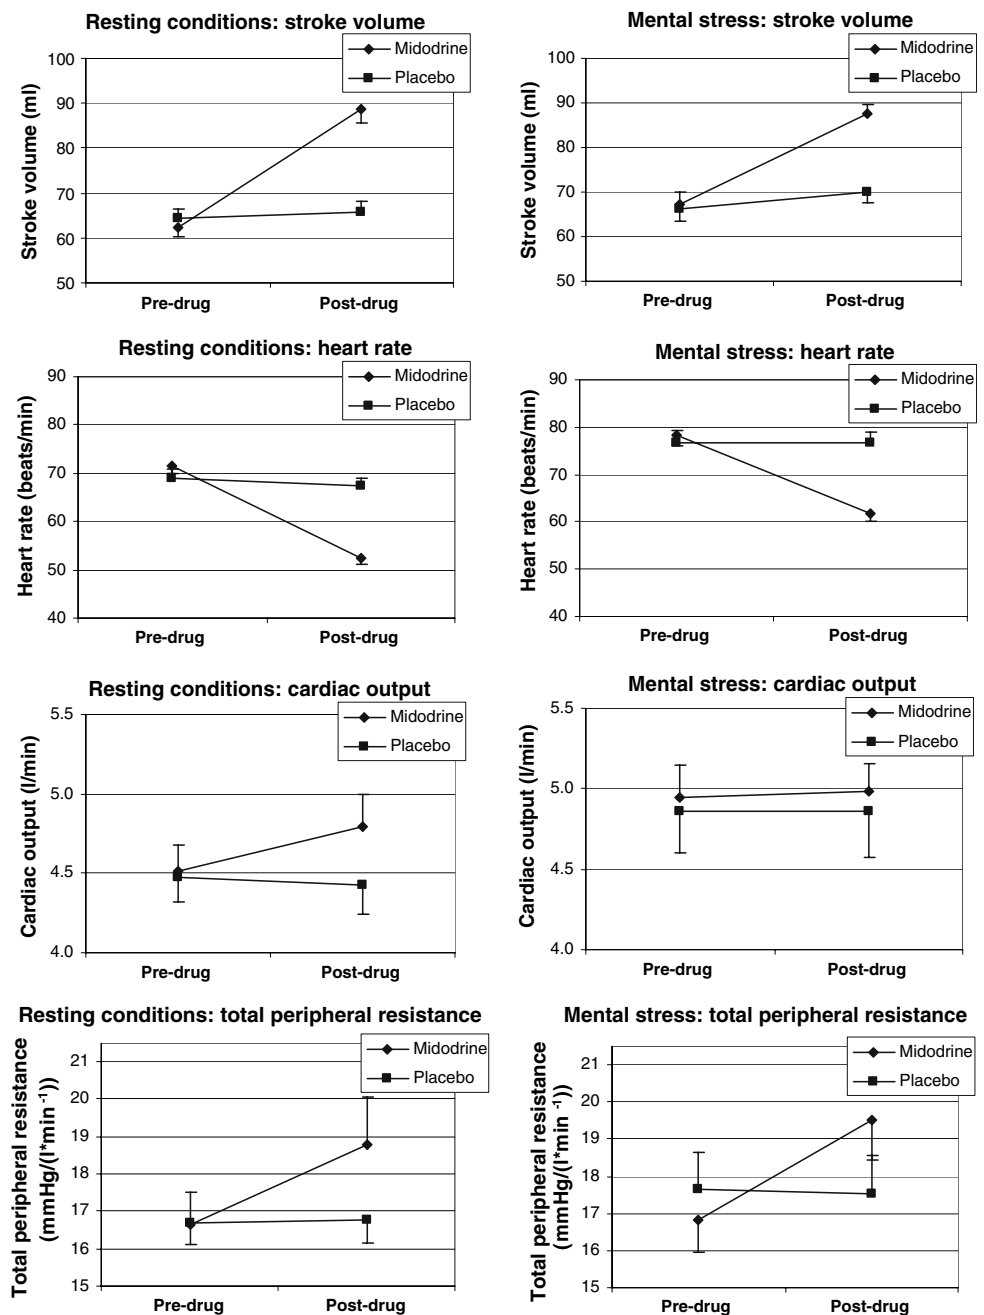 Resting conditions: stroke volume
Midodrine
Placebo
Stroke volume (ml)
100
90
80
70
60
50
Pre-drug Post-drug
Mental stress: stroke volume
Midodrine
Placebo
Stroke volume (ml)
100
90
80
70
60
50
Pre-drug Post-drug
Resting conditions: heart rate
Midodrine
Placebo
Heart rate (beats/min)
90
80
70
60
50
40
Pre-drug Post-drug
Mental stress: heart rate
Midodrine
Placebo
Heart rate (beats/min)
90
80
70
60
50
40
Pre-drug Post-drug
Resting conditions: cardiac output
Midodrine
Placebo
Cardiac output (l/min)
5.5
5.0
4.5
4.0
Pre-drug Post-drug
Mental stress: cardiac output
Midodrine
Placebo
Cardiac output (l/min)
5.5
5.0
4.5
4.0
Pre-drug Post-drug
Resting conditions: total peripheral resistance
Midodrine
Placebo
Total peripheral resistance
(mmHg/(l*min -1))
21
20
19
18
17
16
15
Pre-drug Post-drug
Mental stress: total peripheral resistance
Midodrine
Placebo
Total peripheral resistance
(mmHg/(l*min -1))
21
20
19
18
17
16
15
Pre-drug Post-drug